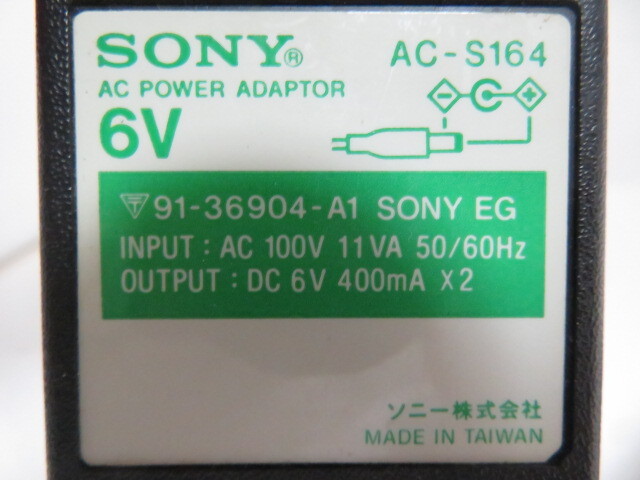 SONY® AC-S164
AC POWER ADAPTOR
6V
91-36904-A1 SONY EG
INPUT : AC 100V 11VA 50/60Hz
OUTPUT : DC 6V 400mA X2
ソニー株式会社
MADE IN TAIWAN